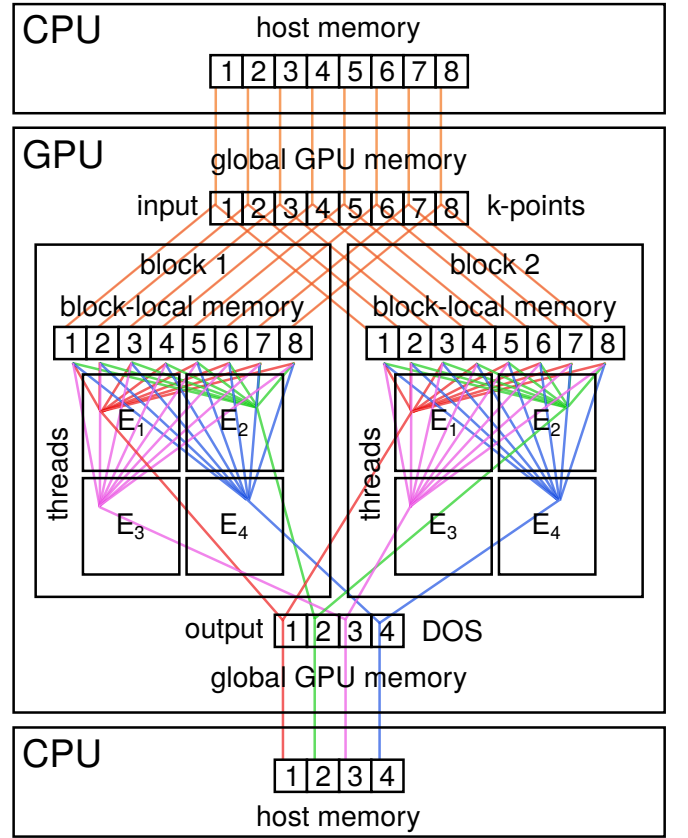 CPU
host memory
1 2 3 4 5 6 7 8
GPU
global GPU memory
input 1 2 3 4 5 6 7 8 k-points
block 1 block 2
block-local memory block-local memory
1 2 3 4 5 6 7 8 1 2 3 4 5 6 7 8
threads E₁ E₂ threads E₁ E₂
E₃ E₄ E₃ E₄
output 1 2 3 4 DOS
global GPU memory
CPU
1 2 3 4
host memory